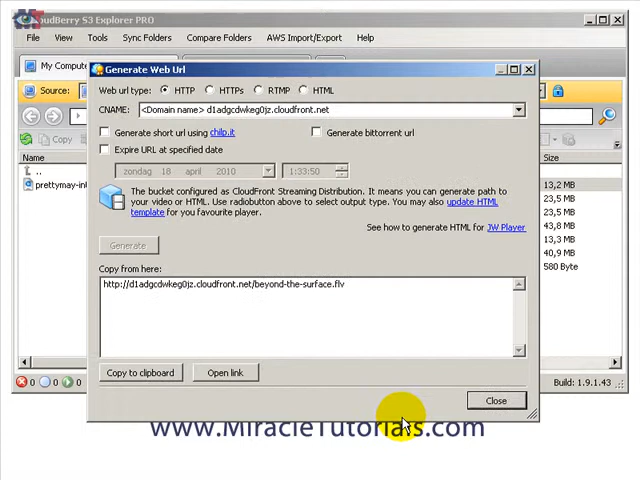 CloudBerry S3 Explorer PRO
File View Tools Sync Folders Compare Folders AWS Import/Export Help
My Compute
Generate Web Url
Source:
Web url type: HTTP HTTPs RTMP HTML
CNAME: <Domain name> d1adgcdwkeg0jz.cloudfront.net
Copy
Generate short url using chilp.it Generate bittorrent url
Expire URL at specified date
Name
Size
zondag 18 april 2010 1:33:50
..
prettymay-in
13,2 MB
The bucket configured as CloudFront Streaming Distribution. It means you can generate path to
23,5 MB
your video or HTML. Use radiobutton above to select output type. You may also update HTML
23,5 MB
template for you favourite player.
43,8 MB
See how to generate HTML for JW Player
13,3 MB
Generate
40,9 MB
580 Byte
Copy from here:
http://d1adgcdwkeg0jz.cloudfront.net/beyond-the-surface.flv
Copy to clipboard Open link
0 0 0
Build: 1.9.1.43
Close
www.MiracleTutorials.com